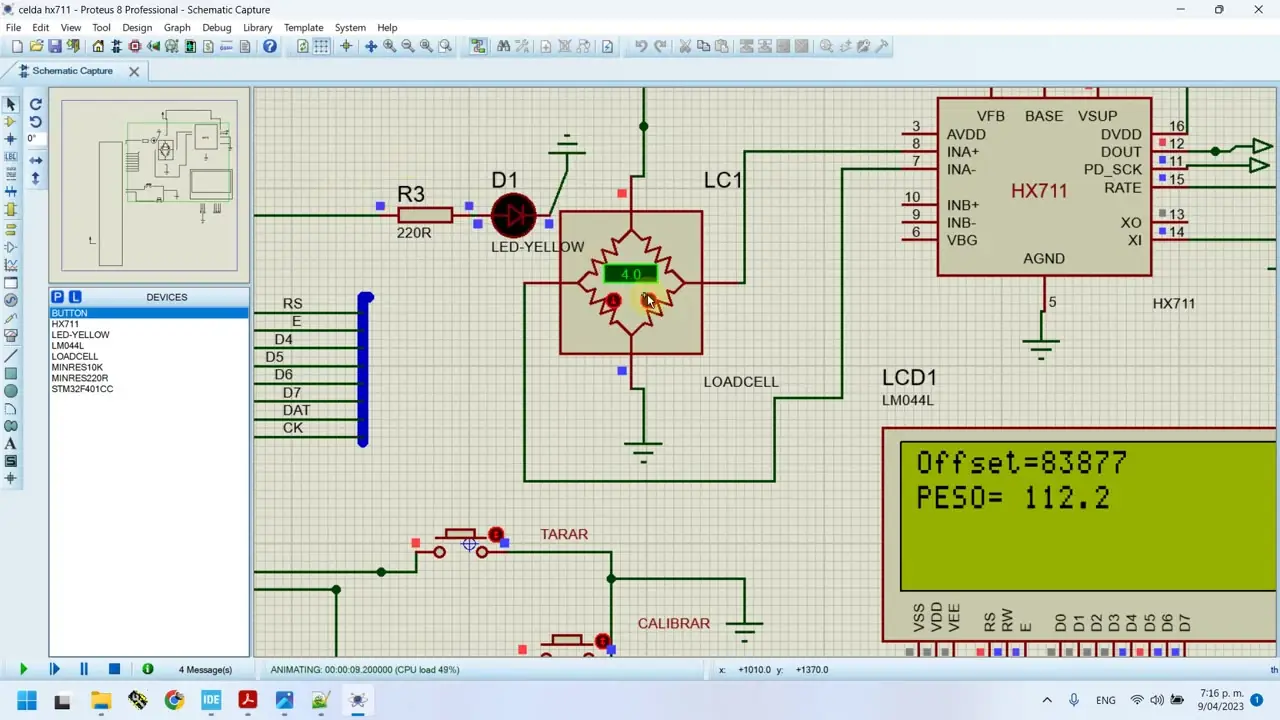 celda hx711 - Proteus 8 Professional - Schematic Capture
File Edit View Tool Design Graph Debug Library Template System Help
Schematic Capture
0°
LBL
A
P L DEVICES
BUTTON
HX711
LED-YELLOW
LM044L
LOADCELL
MINRES10K
MINRES220R
STM32F401CC
R3
220R
D1
LED-YELLOW
LC1
4.0
LOADCELL
RS
E
D4
D5
D6
D7
DAT
CK
VFB BASE VSUP
3 AVDD DVDD 16
8 INA+ DOUT 12
7 INA- PD_SCK 11
HX711 RATE 15
10 INB+
9 INB- XO 13
6 VBG XI 14
AGND
5
HX711
LCD1
LM044L
Offset=83877
PESO= 112.2
VSS VDD VEE RS RW E D0 D1 D2 D3 D4 D5 D6 D7
TARAR
CALIBRAR
4 Message(s) ANIMATING: 00:00:09.200000 (CPU load 49%) x: +1010.0 y: +1370.0 th
IDE
ENG
7:16 p. m.
9/04/2023
1